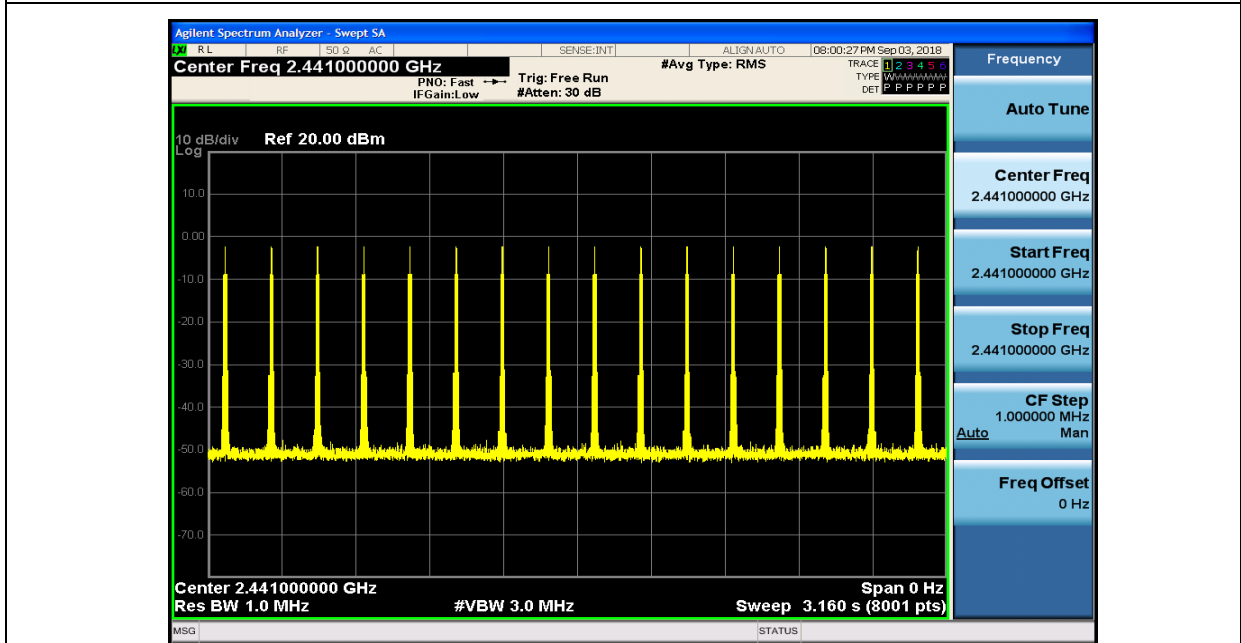 Agilent Spectrum Analyzer - Swept SA
LXI RL RF 50 Ω AC SENSE:INT ALIGN AUTO 08:00:27 PM Sep 03, 2018
Center Freq 2.441000000 GHz
PNO: Fast
IFGain:Low
Trig: Free Run
#Atten: 30 dB
#Avg Type: RMS
TRACE 1 2 3 4 5 6
TYPE WWWWWW
DET P P P P P P
10 dB/div Ref 20.00 dBm
Log
10.0
0.00
-10.0
-20.0
-30.0
-40.0
-50.0
-60.0
-70.0
Center 2.441000000 GHz Span 0 Hz
Res BW 1.0 MHz #VBW 3.0 MHz Sweep 3.160 s (8001 pts)
MSG STATUS
Frequency
Auto Tune
Center Freq
2.441000000 GHz
Start Freq
2.441000000 GHz
Stop Freq
2.441000000 GHz
CF Step
1.000000 MHz
Auto Man
Freq Offset
0 Hz